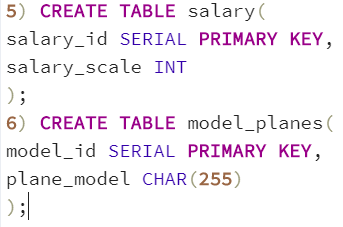 5) CREATE TABLE salary(
salary_id SERIAL PRIMARY KEY,
salary_scale INT
);
6) CREATE TABLE model_planes(
model_id SERIAL PRIMARY KEY,
plane_model CHAR(255)
);